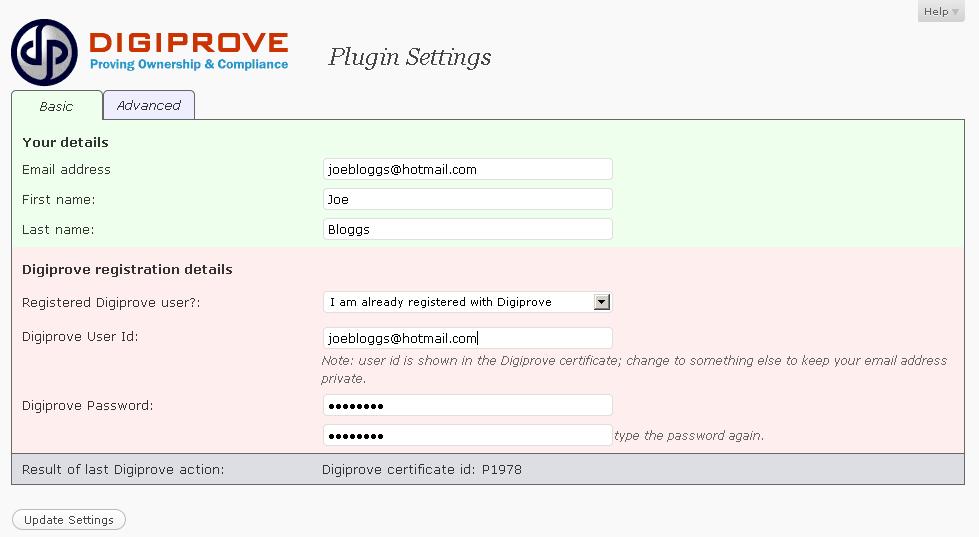 Help
DIGIPROVE
Proving Ownership & Compliance
Plugin Settings
Basic
Advanced
Your details
Email address
joebloggs@hotmail.com
First name:
Joe
Last name:
Bloggs
Digiprove registration details
Registered Digiprove user?:
I am already registered with Digiprove
Digiprove User Id:
joebloggs@hotmail.com
Note: user id is shown in the Digiprove certificate; change to something else to keep your email address
private.
Digiprove Password:
••••••••
•••••••• type the password again.
Result of last Digiprove action:
Digiprove certificate id: P1978
Update Settings